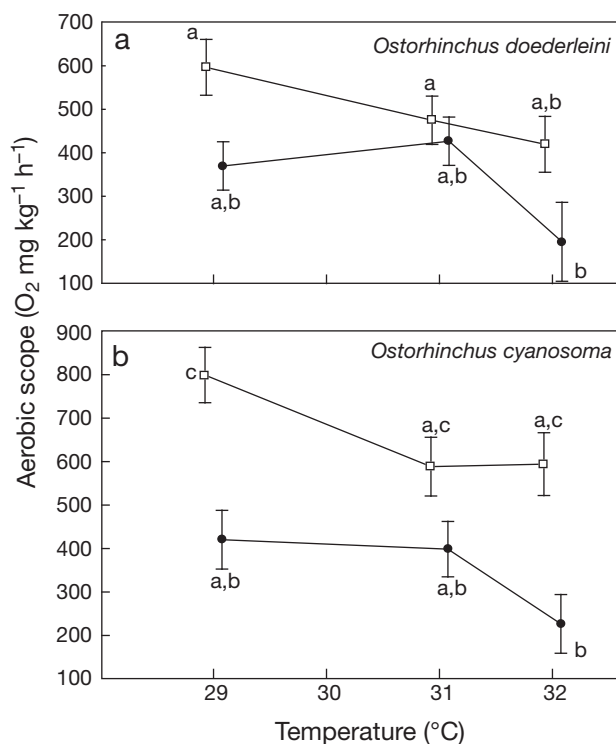 a
Ostorhinchus doederleini
700
600
500
400
300
200
100
a
a
a,b
a,b
a,b
b
Aerobic scope (O₂ mg kg⁻¹ h⁻¹)
b
Ostorhinchus cyanosoma
900
800
700
600
500
400
300
200
100
c
a,c
a,c
a,b
a,b
b
29 30 31 32
Temperature (°C)